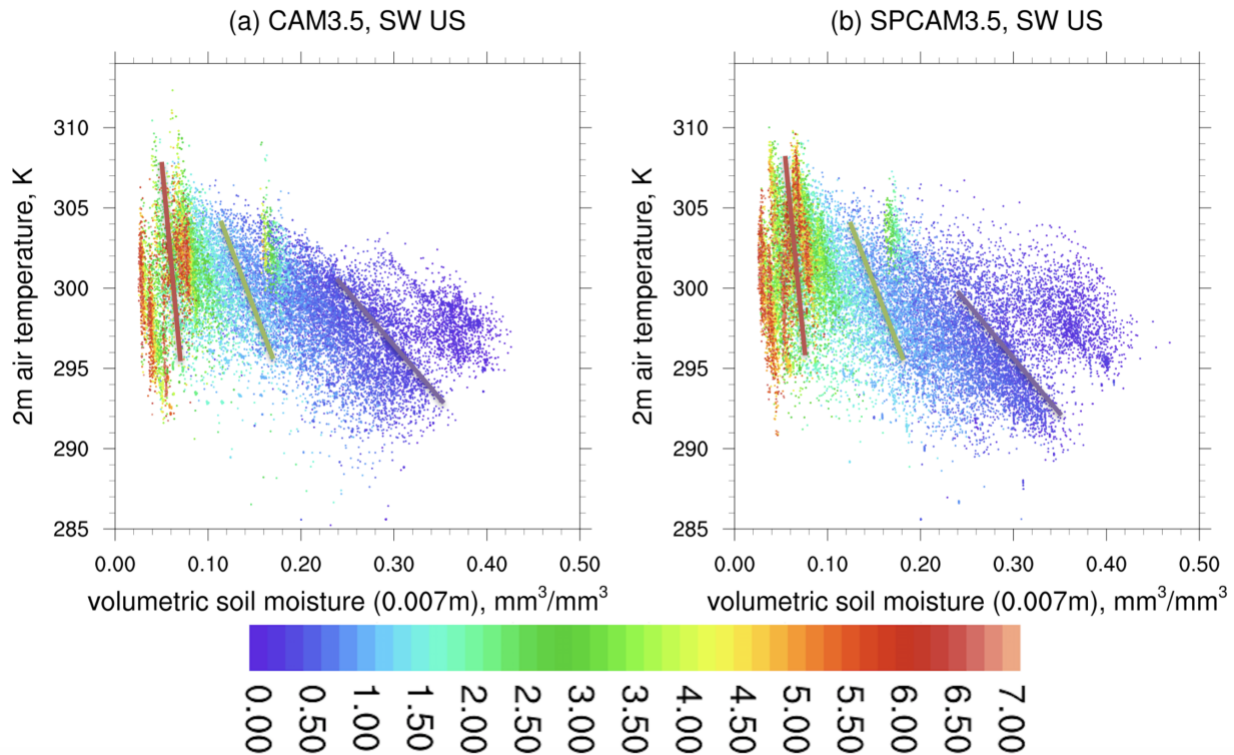 (a) CAM3.5, SW US
(b) SPCAM3.5, SW US
2m air temperature, K
310
305
300
295
290
285
0.00 0.10 0.20 0.30 0.40 0.50
volumetric soil moisture (0.007m), mm³/mm³
2m air temperature, K
310
305
300
295
290
285
0.00 0.10 0.20 0.30 0.40 0.50
volumetric soil moisture (0.007m), mm³/mm³
0.00 0.50 1.00 1.50 2.00 2.50 3.00 3.50 4.00 4.50 5.00 5.50 6.00 6.50 7.00